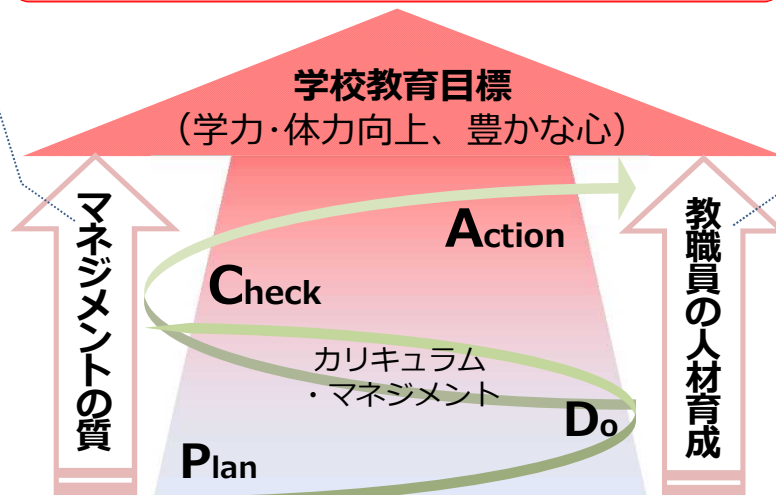 学校教育目標
（学力・体力向上、豊かな心）
マネジメントの質
教職員の人材育成
Action
Check
カリキュラム
・マネジメント
Do
Plan